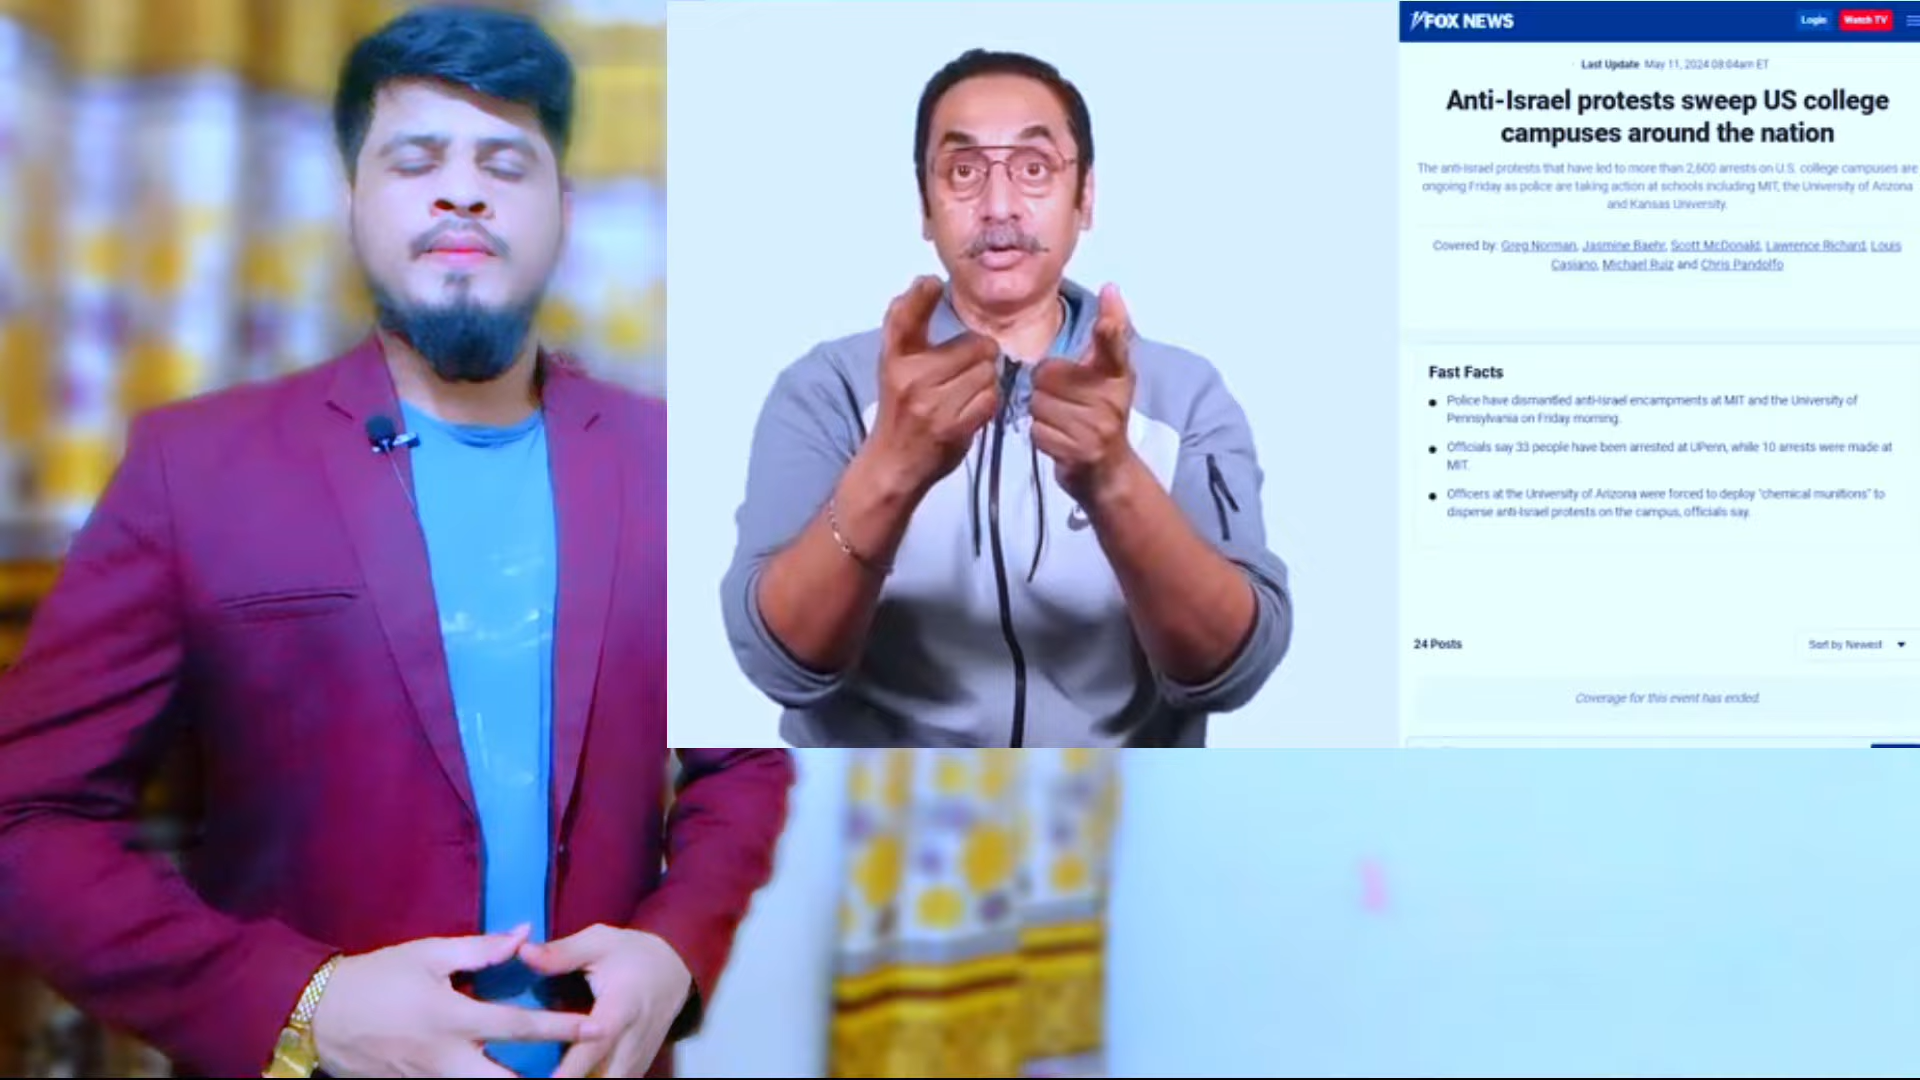 FOX NEWS
Login
Watch TV
Last Update May 11, 2024 08:04am ET
Anti-Israel protests sweep US college
campuses around the nation
The anti-Israel protests that have led to more than 2,600 arrests on U.S. college campuses are
ongoing Friday as police are taking action at schools including MIT, the University of Arizona
and Kansas University.
Covered by: Greg Norman, Jasmine Baehr, Scott McDonald, Lawrence Richard, Louis
Casiano, Michael Ruiz and Chris Pandolfo
Fast Facts
Police have dismantled anti-Israel encampments at MIT and the University of
Pennsylvania on Friday morning.
Officials say 33 people have been arrested at UPenn, while 10 arrests were made at
MIT.
Officers at the University of Arizona were forced to deploy "chemical munitions" to
disperse anti-Israel protests on the campus, officials say.
24 Posts
Sort by Newest
Coverage for this event has ended.